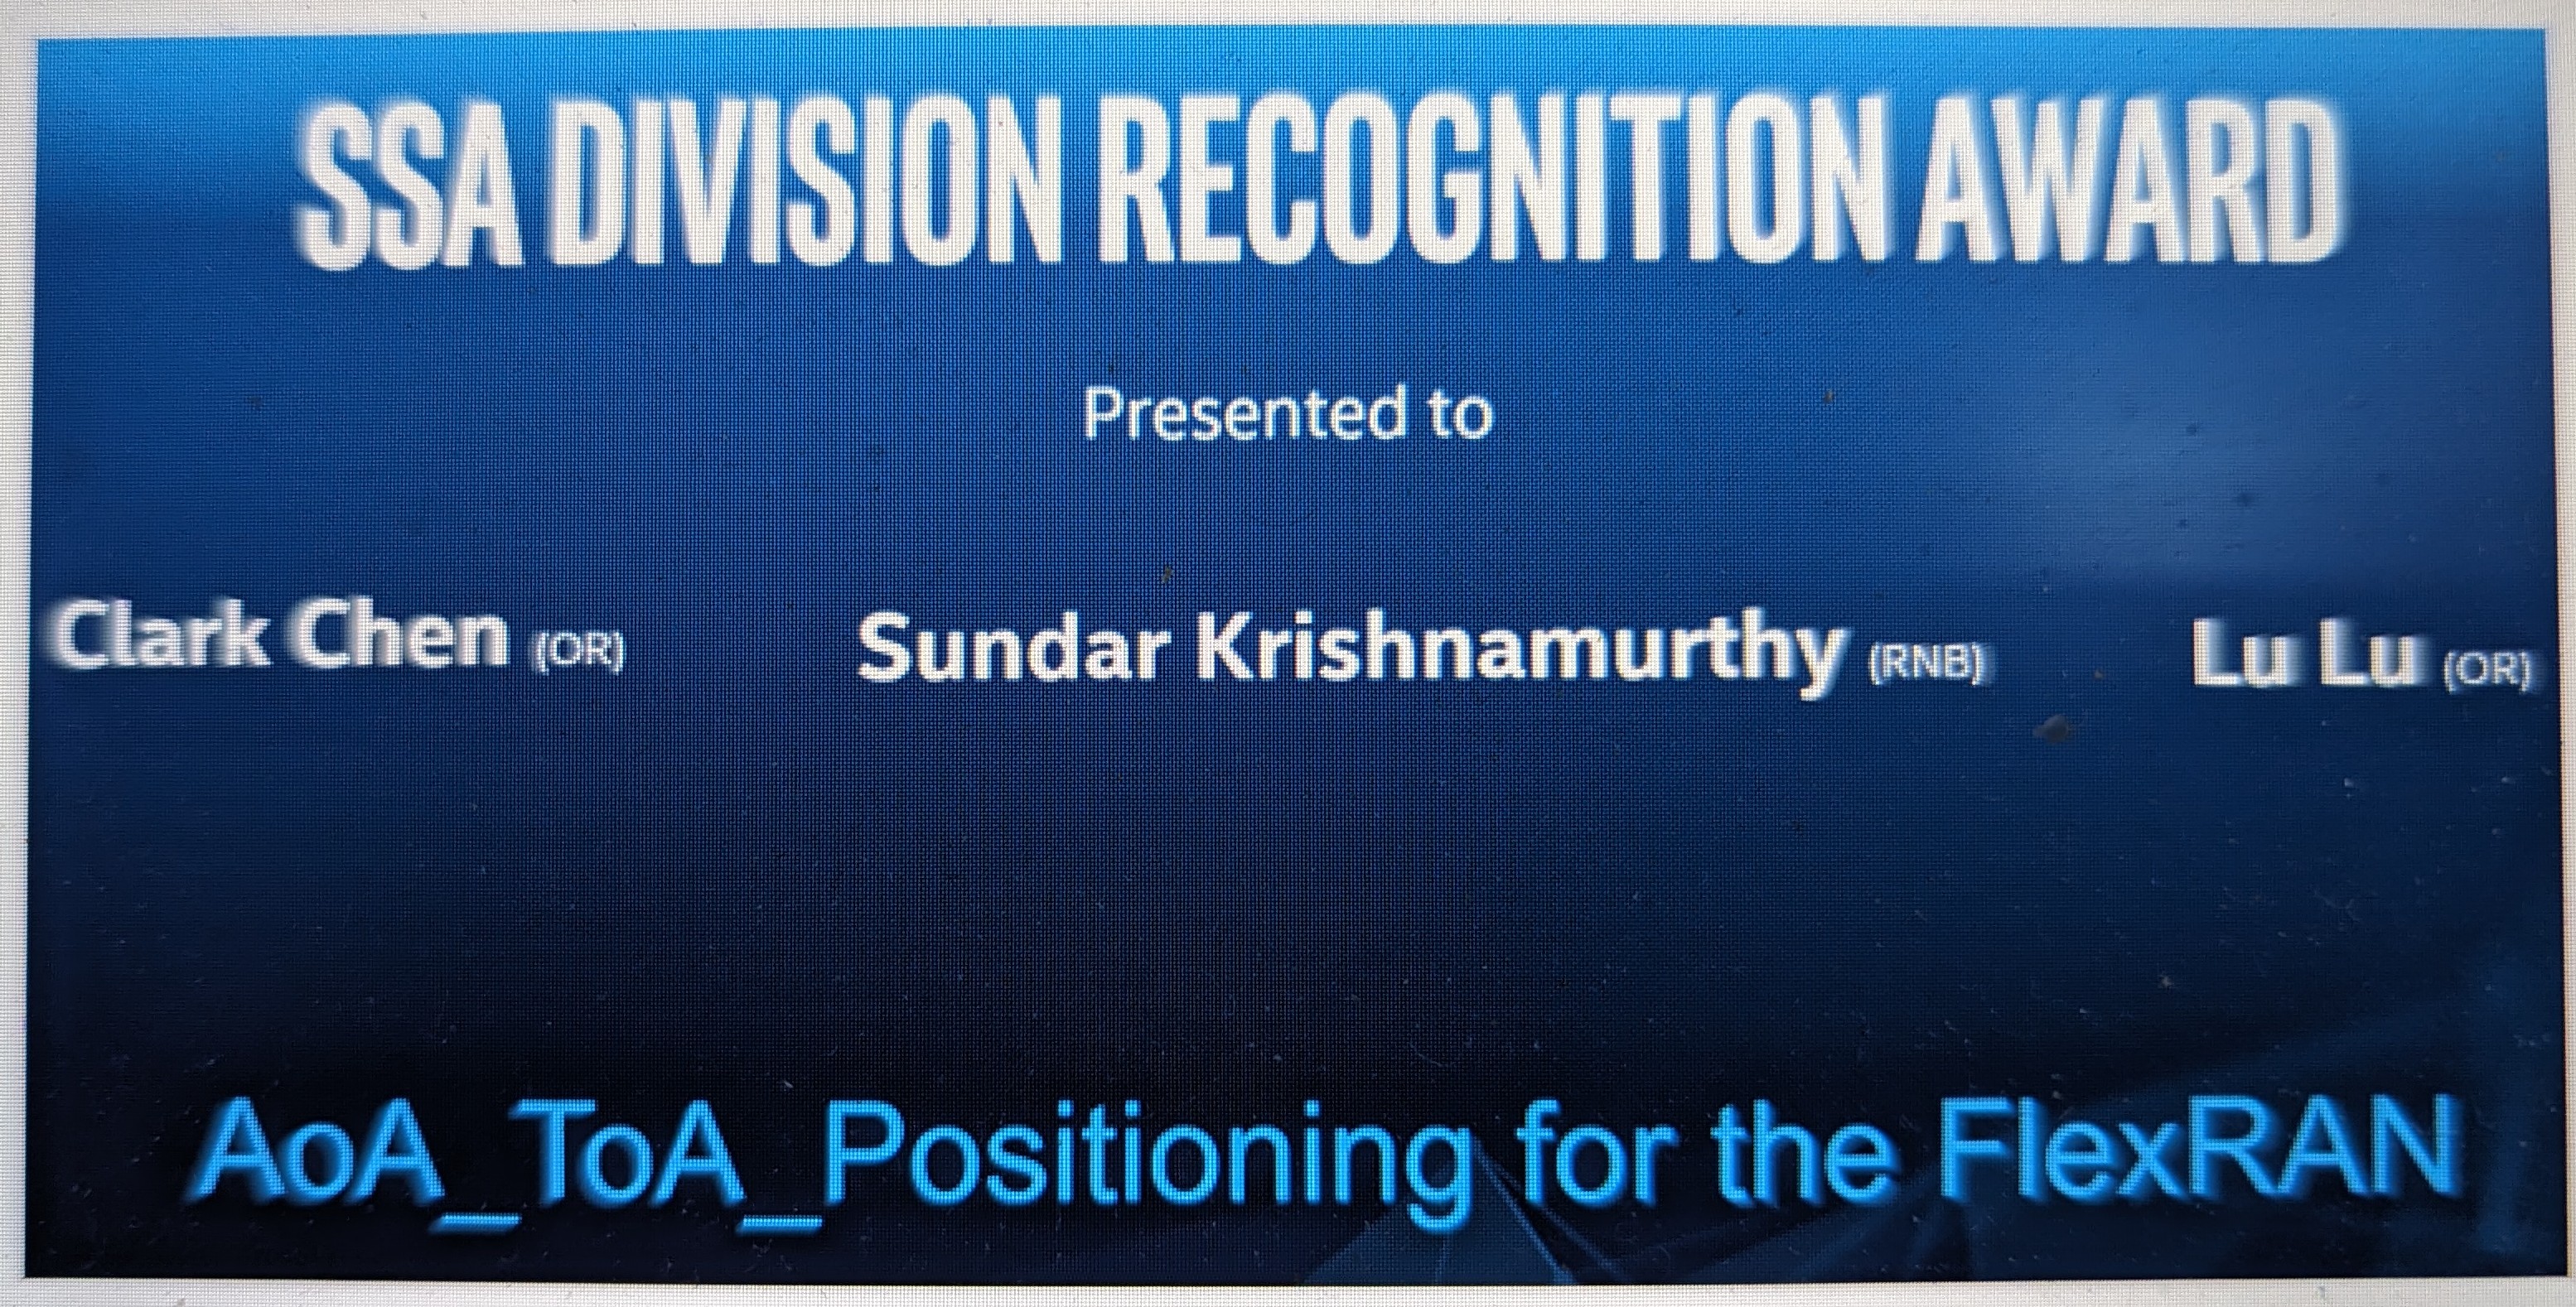 SSA DIVISION RECOGNITION AWARD
Presented to
Clark Chen (OR) Sundar Krishnamurthy (RNB) Lu Lu (OR)
AoA_ToA_Positioning for the FlexRAN